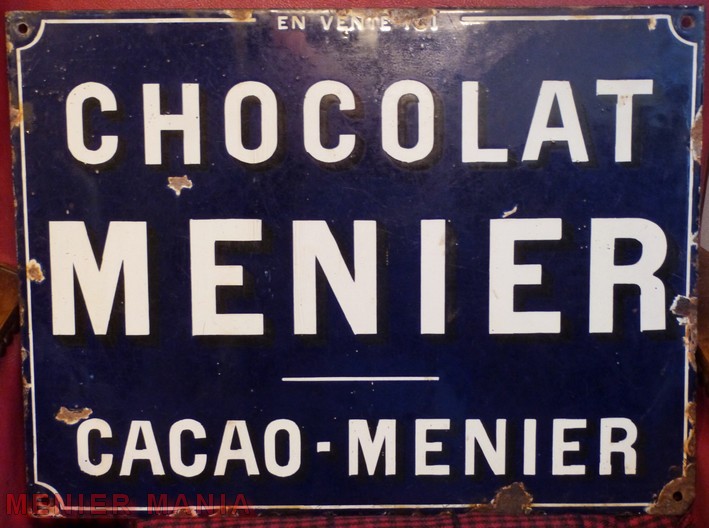 EN VENTE ICI
CHOCOLAT
MENIER
CACAO-MENIER
MENIER MANIA